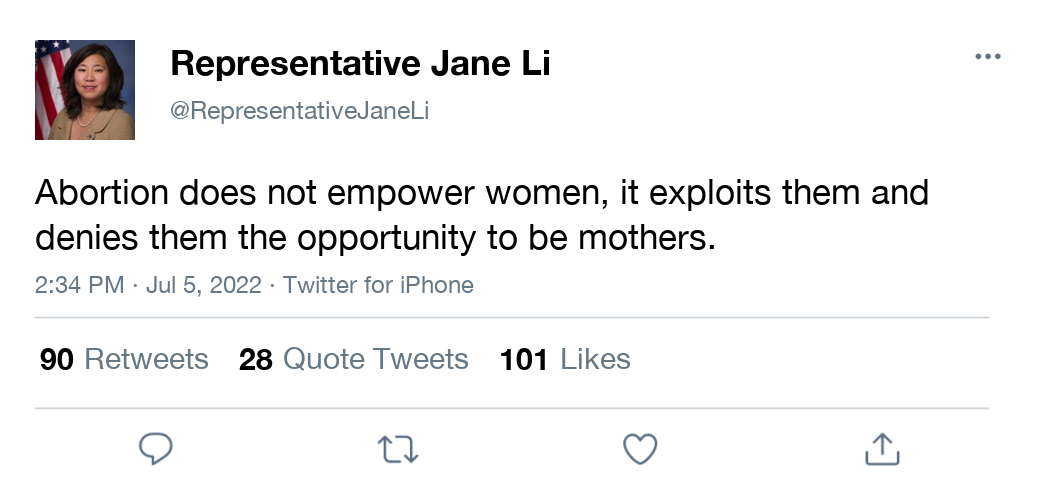 Representative Jane Li
@RepresentativeJaneLi
Abortion does not empower women, it exploits them and
denies them the opportunity to be mothers.
2:34 PM · Jul 5, 2022 · Twitter for iPhone
90 Retweets 28 Quote Tweets 101 Likes